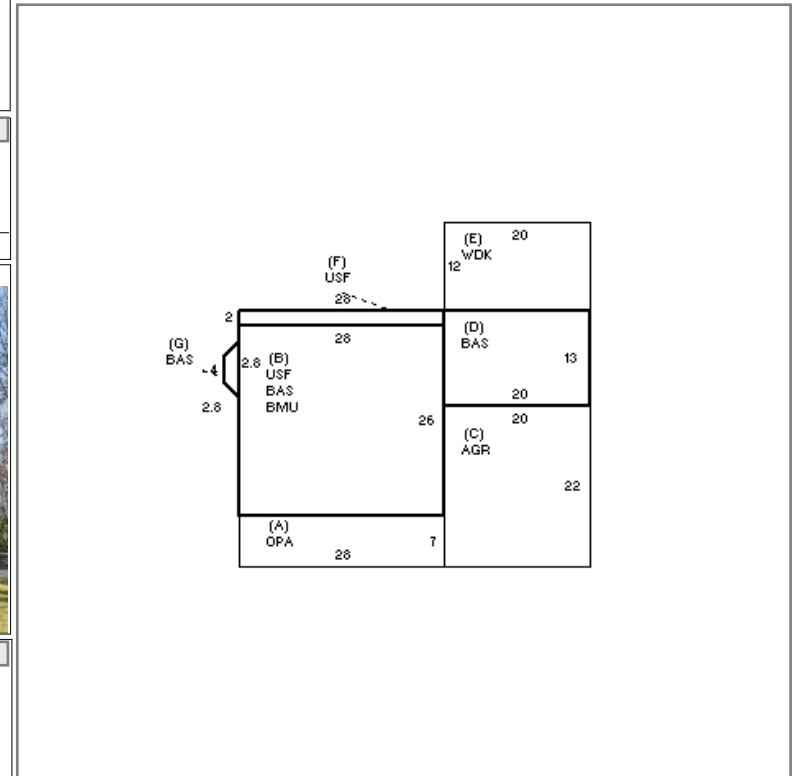 20
(E)
WDK
12
(F)
USF
28
2
28
(D)
BAS
13
(G)
BAS
4
2.8
(B)
USF
BAS
BMU
2.8
26
20
20
(C)
AGR
22
(A)
OPA
7
28